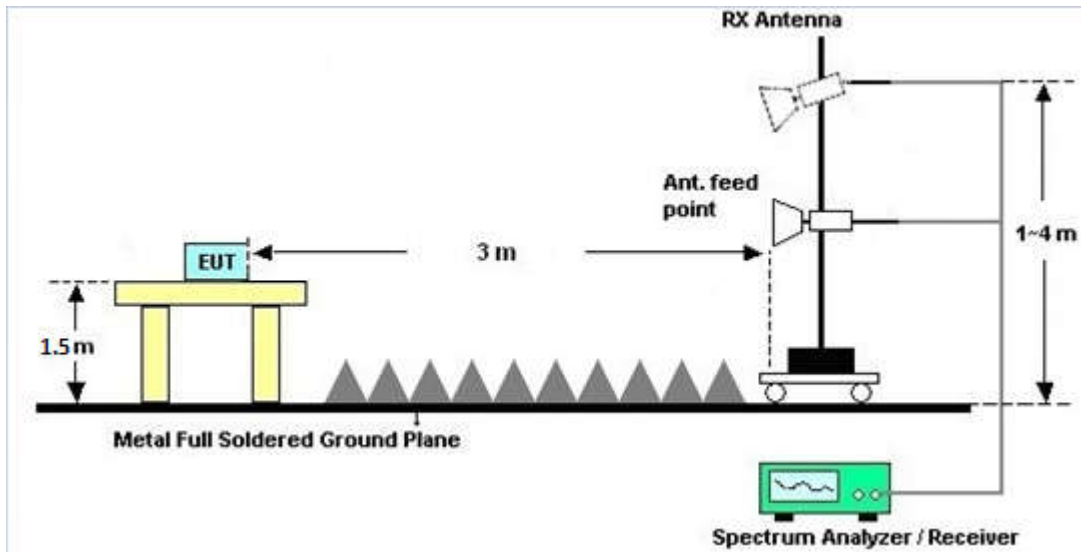 RX Antenna
Ant. feed
point
1~4 m
3 m
EUT
1.5 m
Metal Full Soldered Ground Plane
Spectrum Analyzer / Receiver